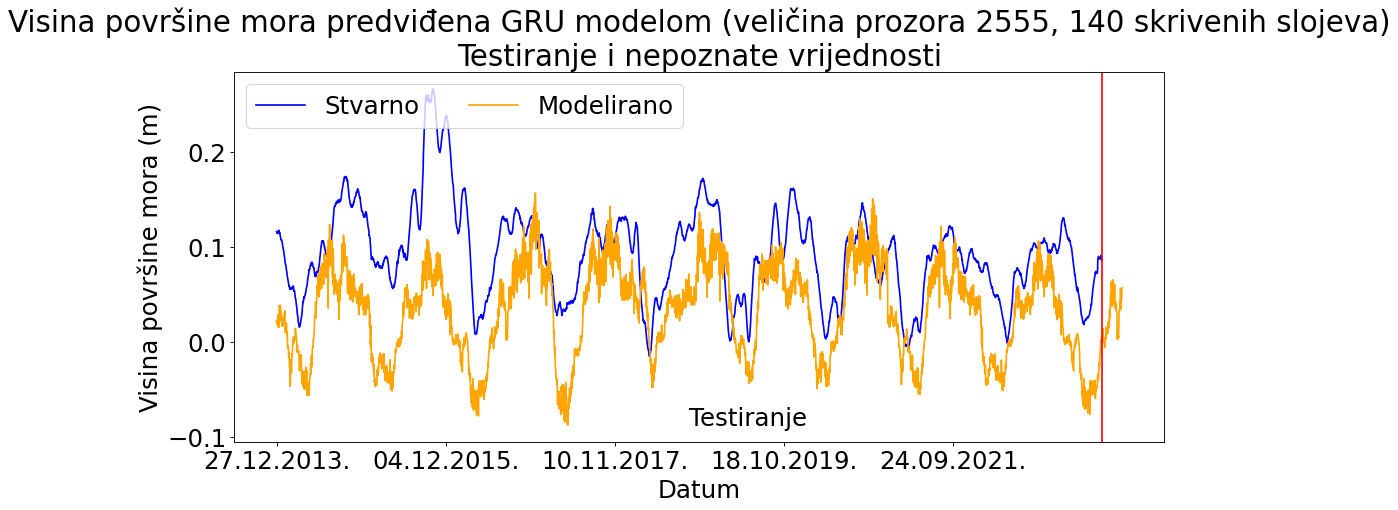 Visina površine mora predviđena GRU modelom (veličina prozora 2555, 140 skrivenih slojeva)
Testiranje i nepoznate vrijednosti
Stvarno
Modelirano
Visina površine mora (m)
0.2
0.1
0.0
−0.1
Testiranje
27.12.2013.
04.12.2015.
10.11.2017.
18.10.2019.
24.09.2021.
Datum